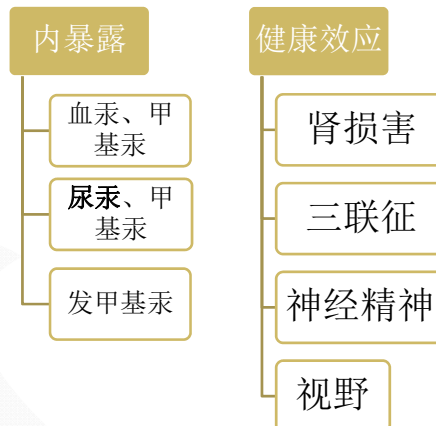 内暴露
血汞、甲
基汞
尿汞、甲
基汞
发甲基汞
健康效应
肾损害
三联征
神经精神
视野